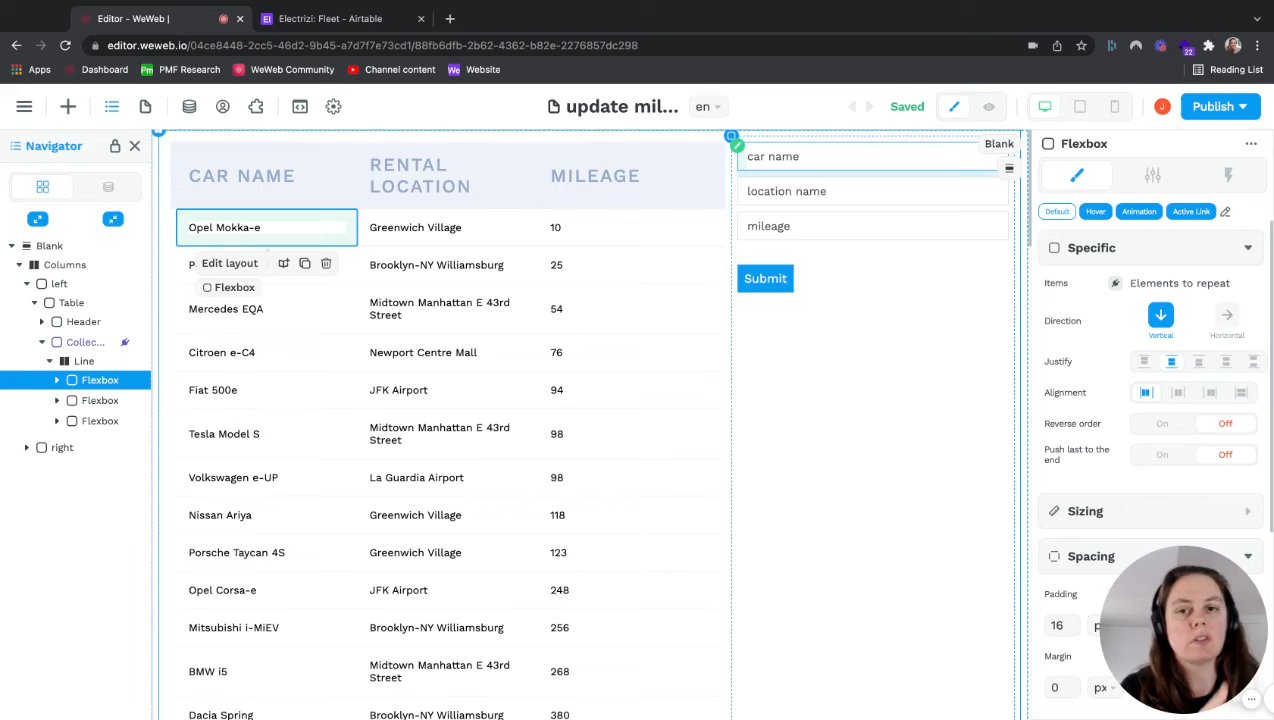 Editor - WeWeb |
Electrizi: Fleet - Airtable
editor.weweb.io/04ce8448-2cc5-46d2-9b45-a7d7f7e73cd1/88fb6dfb-2b62-4362-b82e-2276857dc298
22
Apps
Dashboard
Pm PMF Research
WeWeb Community
Channel content
We Website
Reading List
update mil...
en
Saved
J
Publish
Navigator
Blank
Columns
left
Table
Header
Collec...
Line
Flexbox
Flexbox
Flexbox
right
CAR NAME
RENTAL LOCATION
MILEAGE
Opel Mokka-e
Greenwich Village
10
P
Brooklyn-NY Williamsburg
25
Edit layout
Flexbox
Mercedes EQA
Midtown Manhattan E 43rd Street
54
Citroen e-C4
Newport Centre Mall
76
Fiat 500e
JFK Airport
94
Tesla Model S
Midtown Manhattan E 43rd Street
98
Volkswagen e-UP
La Guardia Airport
98
Nissan Ariya
Greenwich Village
118
Porsche Taycan 4S
Greenwich Village
123
Opel Corsa-e
JFK Airport
248
Mitsubishi i-MiEV
Brooklyn-NY Williamsburg
256
BMW i5
Midtown Manhattan E 43rd Street
268
Dacia Spring
Brooklyn-NY Williamsburg
380
Blank
car name
location name
mileage
Submit
Flexbox
Default
Hover
Animation
Active Link
Specific
Items
Elements to repeat
Direction
Vertical
Horizontal
Justify
Alignment
Reverse order
On
Off
Push last to the end
On
Off
Sizing
Spacing
Padding
16
Margin
0
px